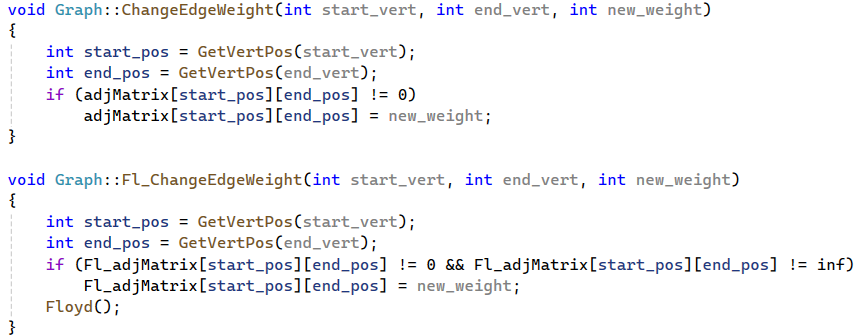 void Graph::ChangeEdgeWeight(int start_vert, int end_vert, int new_weight)
{
    int start_pos = GetVertPos(start_vert);
    int end_pos = GetVertPos(end_vert);
    if (adjMatrix[start_pos][end_pos] != 0)
        adjMatrix[start_pos][end_pos] = new_weight;
}

void Graph::Fl_ChangeEdgeWeight(int start_vert, int end_vert, int new_weight)
{
    int start_pos = GetVertPos(start_vert);
    int end_pos = GetVertPos(end_vert);
    if (Fl_adjMatrix[start_pos][end_pos] != 0 && Fl_adjMatrix[start_pos][end_pos] != inf)
        Fl_adjMatrix[start_pos][end_pos] = new_weight;
    Floyd();
}